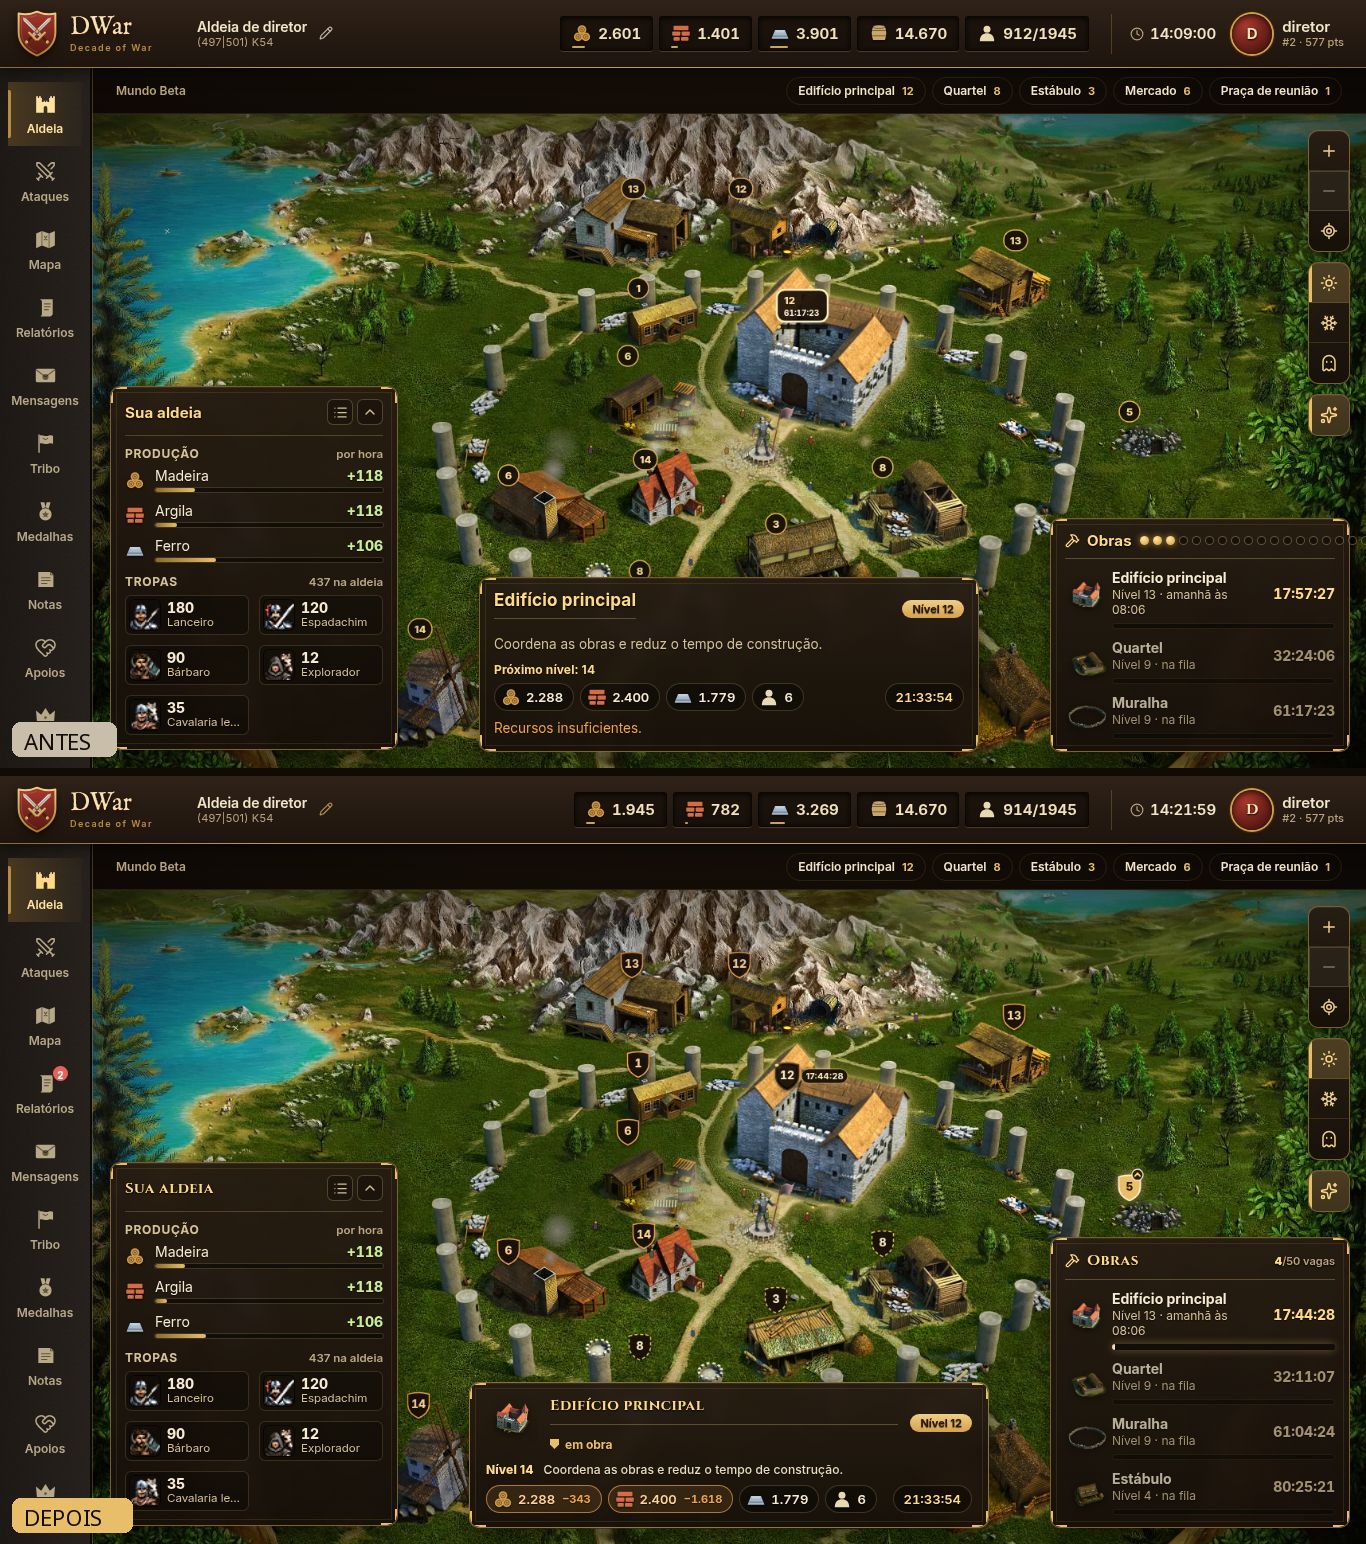 DWar
Decade of War
Aldeia de diretor
(497|501) K54
2.601
1.401
3.901
14.670
912/1945
14:09:00
D
diretor
#2 · 577 pts
Mundo Beta
Edifício principal 12
Quartel 8
Estábulo 3
Mercado 6
Praça de reunião 1
Aldeia
Ataques
Mapa
Relatórios
Mensagens
Tribo
Medalhas
Notas
Apoios
13
12
13
1
12
61:17:23
6
5
14
6
8
3
8
14
Sua aldeia
PRODUÇÃO por hora
Madeira +118
Argila +118
Ferro +106
TROPAS 437 na aldeia
180
Lanceiro
120
Espadachim
90
Bárbaro
12
Explorador
35
Cavalaria le...
Edifício principal
Nível 12
Coordena as obras e reduz o tempo de construção.
Próximo nível: 14
2.288
2.400
1.779
6
21:33:54
Recursos insuficientes.
Obras
Edifício principal
Nível 13 · amanhã às
08:06
17:57:27
Quartel
Nível 9 · na fila
32:24:06
Muralha
Nível 9 · na fila
61:17:23
ANTES
DWar
Decade of War
Aldeia de diretor
(497|501) K54
1.945
782
3.269
14.670
914/1945
14:21:59
D
diretor
#2 · 577 pts
Mundo Beta
Edifício principal 12
Quartel 8
Estábulo 3
Mercado 6
Praça de reunião 1
Aldeia
Ataques
Mapa
2
Relatórios
Mensagens
Tribo
Medalhas
Notas
Apoios
13
12
13
1
12
17:44:28
6
5
14
6
8
3
8
14
Sua aldeia
PRODUÇÃO por hora
Madeira +118
Argila +118
Ferro +106
TROPAS 437 na aldeia
180
Lanceiro
120
Espadachim
90
Bárbaro
12
Explorador
35
Cavalaria le...
Edifício principal
Nível 12
em obra
Nível 14 Coordena as obras e reduz o tempo de construção.
2.288 −343
2.400 −1.618
1.779
6
21:33:54
Obras
4/50 vagas
Edifício principal
Nível 13 · amanhã às
08:06
17:44:28
Quartel
Nível 9 · na fila
32:11:07
Muralha
Nível 9 · na fila
61:04:24
Estábulo
Nível 4 · na fila
80:25:21
DEPOIS